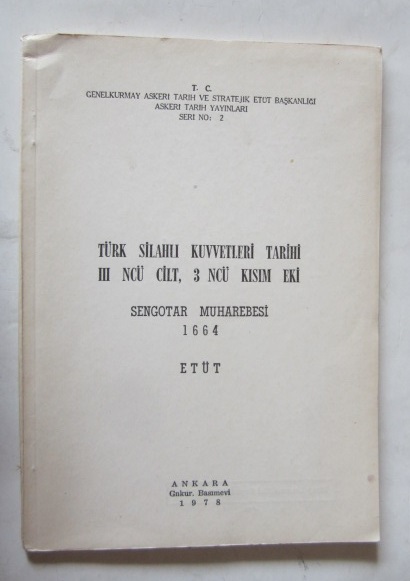 T. C.
GENELKURMAY ASKERİ TARİH VE STRATEJİK ETÜT BAŞKANLIĞI
ASKERİ TARİH YAYINLARI
SERİ NO: 2
TÜRK SİLAHLI KUVVETLERİ TARİHİ
III NCÜ CİLT, 3 NCÜ KISIM EKİ
SENGOTAR MUHAREBESİ
1664
ETÜT
ANKARA
Gnkur. Basımevi
1978